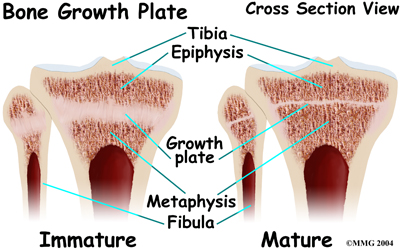 Bone Growth Plate
Cross Section View
Tibia
Epiphysis
Growth
plate
Metaphysis
Fibula
Immature
Mature
©MMG 2004